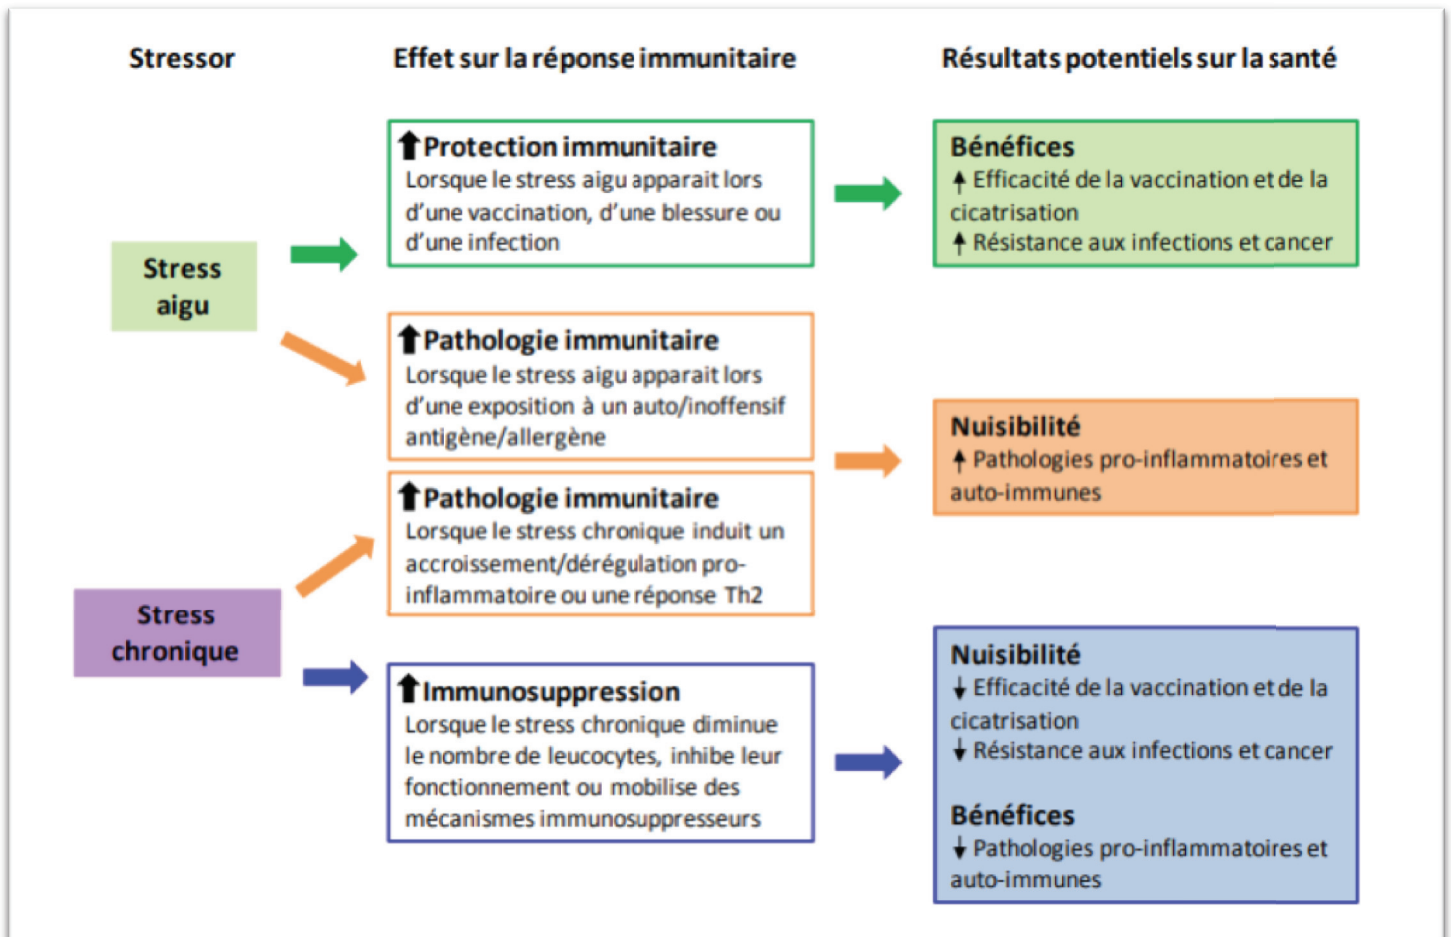 Stressor
Effet sur la réponse immunitaire
Résultats potentiels sur la santé
Stress
aigu
⬆Protection immunitaire
Lorsque le stress aigu apparait lors
d'une vaccination, d'une blessure ou
d'une infection
Bénéfices
↑ Efficacité de la vaccination et de la
cicatrisation
↑ Résistance aux infections et cancer
⬆Pathologie immunitaire
Lorsque le stress aigu apparait lors
d'une exposition à un auto/inoffensif
antigène/allergène
Nuisibilité
↑ Pathologies pro-inflammatoires et
auto-immunes
Stress
chronique
⬆Pathologie immunitaire
Lorsque le stress chronique induit un
accroissement/dérégulation pro-
inflammatoire ou une réponse Th2
⬆Immunosuppression
Lorsque le stress chronique diminue
le nombre de leucocytes, inhibe leur
fonctionnement ou mobilise des
mécanismes immunosuppresseurs
Nuisibilité
↓ Efficacité de la vaccination et de la
cicatrisation
↓ Résistance aux infections et cancer
Bénéfices
↓ Pathologies pro-inflammatoires et
auto-immunes